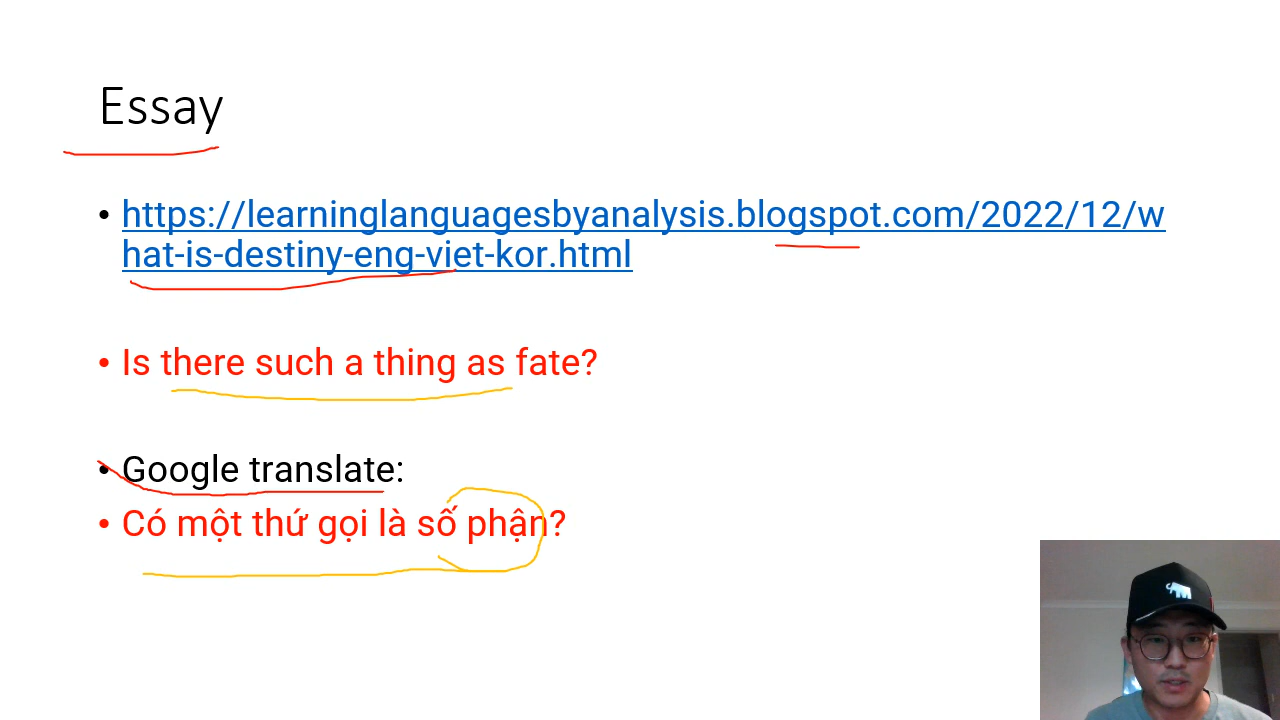 Essay
https://learninglanguagesbyanalysis.blogspot.com/2022/12/w
hat-is-destiny-eng-viet-kor.html
Is there such a thing as fate?
Google translate:
Có một thứ gọi là số phận?